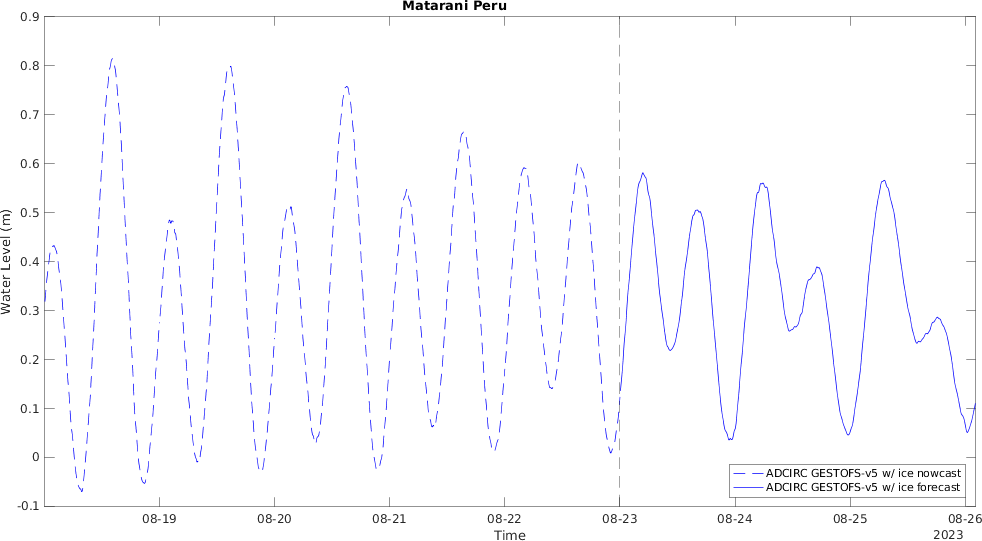 Matarani Peru
0.9
0.8
0.7
0.6
0.5
0.4
0.3
0.2
0.1
0
-0.1
Water Level (m)
08-19 08-20 08-21 08-22 08-23 08-24 08-25 08-26
2023
Time
ADCIRC GESTOFS-v5 w/ ice nowcast
ADCIRC GESTOFS-v5 w/ ice forecast